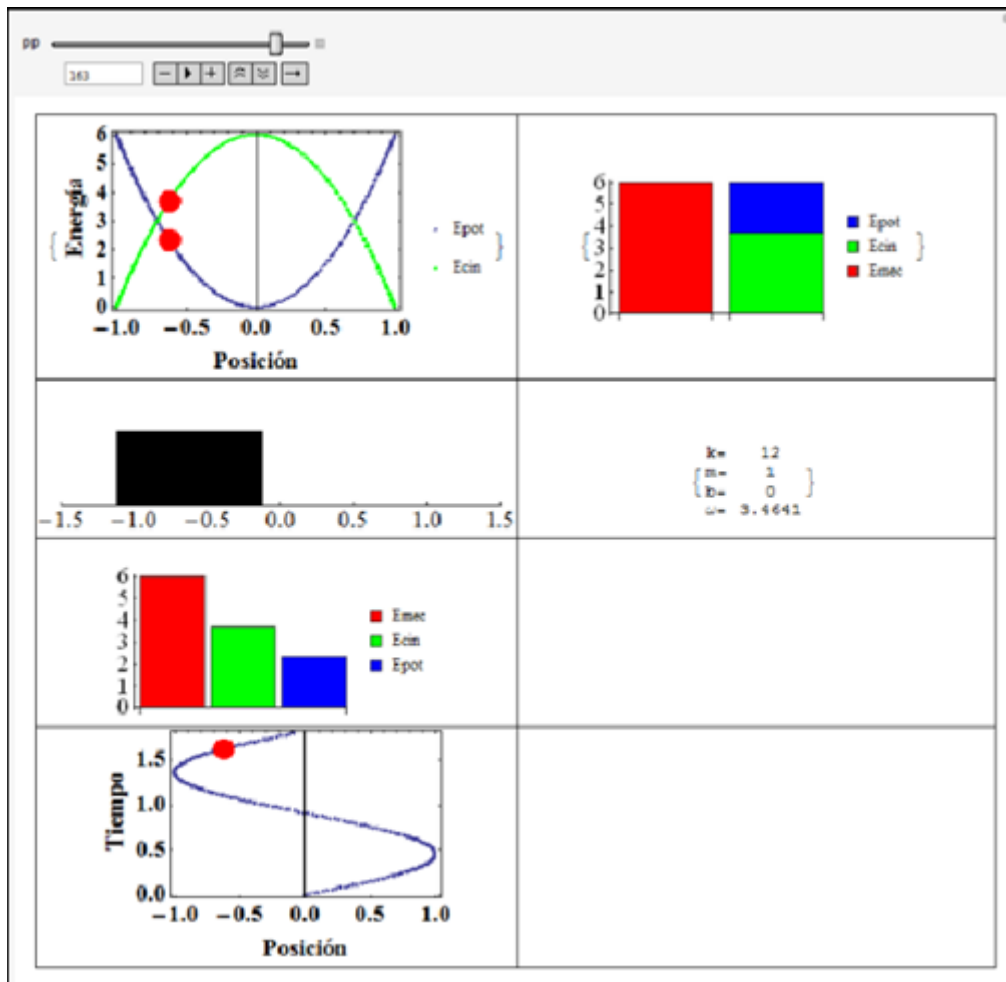 pp
163
6
5
4
3
2
1
0
Energía
-1.0 -0.5 0.0 0.5 1.0
Posición
Epot
Ecin
6
5
4
3
2
1
0
Epot
Ecin
Emec
-1.5 -1.0 -0.5 0.0 0.5 1.0 1.5
k= 12
m= 1
b= 0
ω= 3.4641
6
5
4
3
2
1
0
Emec
Ecin
Epot
1.5
1.0
0.5
0.0
Tiempo
-1.0 -0.5 0.0 0.5 1.0
Posición